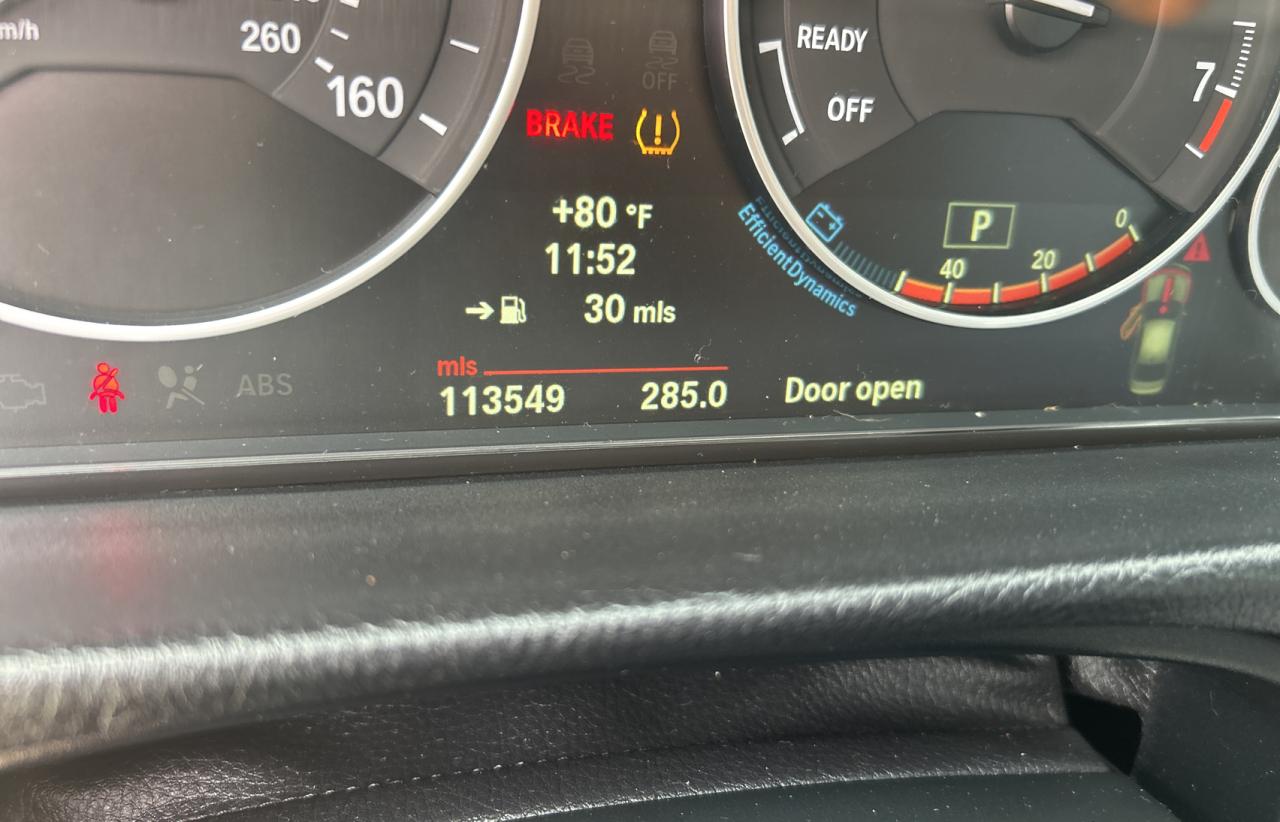 m/h
260
160
OFF
BRAKE
READY
OFF
7
+80 °F
11:52
30 mls
EfficientDynamics
P
40
20
0
ABS
mls
113549 285.0
Door open